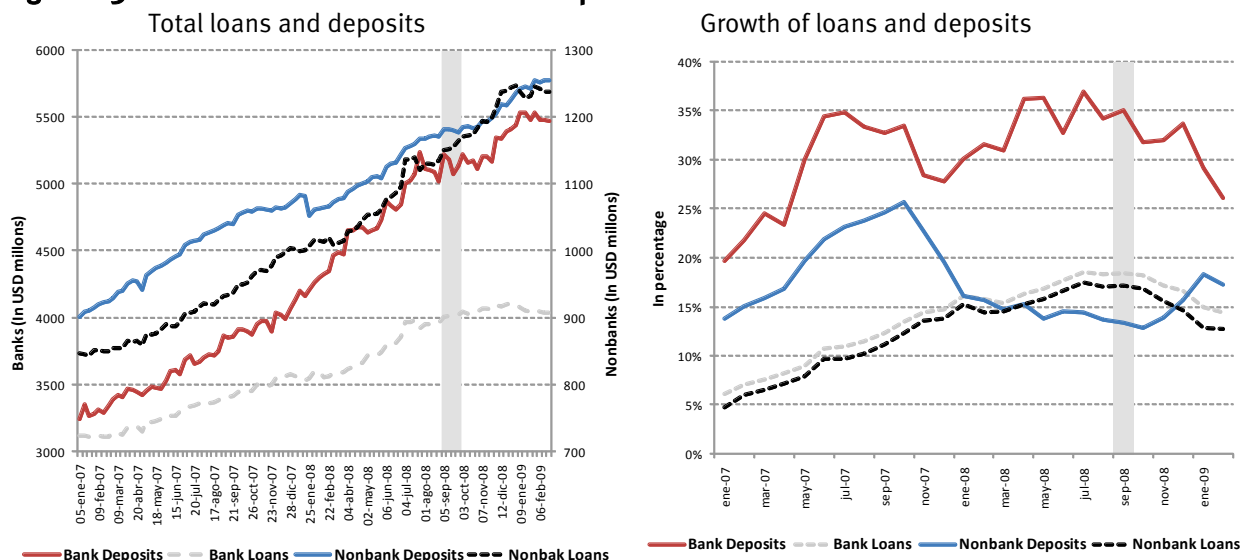 Total loans and deposits
6000
5500
5000
4500
4000
3500
3000
1300
1200
1100
1000
900
800
700
Banks (In USD millons)
Nonbanks (In USD millons)
05-ene-07
09-feb-07
09-mar-07
20-abr-07
18-may-07
15-jun-07
20-jul-07
17-ago-07
21-sep-07
26-oct-07
23-nov-07
28-dic-07
25-ene-08
22-feb-08
04-abr-08
02-may-08
06-jun-08
04-jul-08
01-ago-08
05-sep-08
03-oct-08
07-nov-08
12-dic-08
09-ene-09
06-feb-09
Bank Deposits
Bank Loans
Nonbank Deposits
Nonbak Loans
Growth of loans and deposits
40%
35%
30%
25%
20%
15%
10%
5%
0%
In percentage
ene-07
mar-07
may-07
jul-07
sep-07
nov-07
ene-08
mar-08
may-08
jul-08
sep-08
nov-08
ene-09
Bank Deposits
Bank Loans
Nonbank Deposits
Nonbank Loans